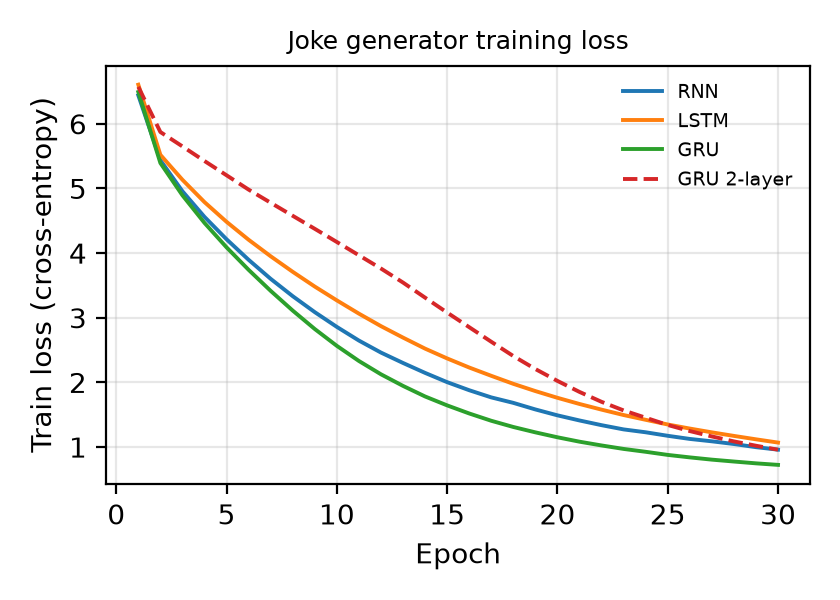 Joke generator training loss
RNN
LSTM
GRU
GRU 2-layer
Train loss (cross-entropy)
6
5
4
3
2
1
0 5 10 15 20 25 30
Epoch